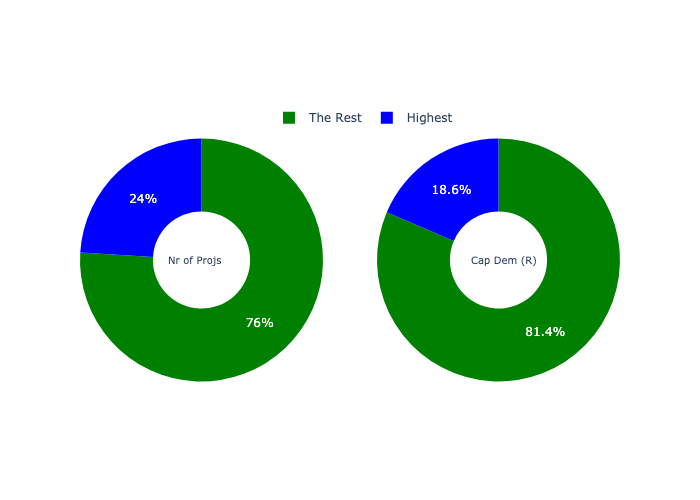 The Rest
Highest
24%
76%
Nr of Projs
18.6%
81.4%
Cap Dem (R)